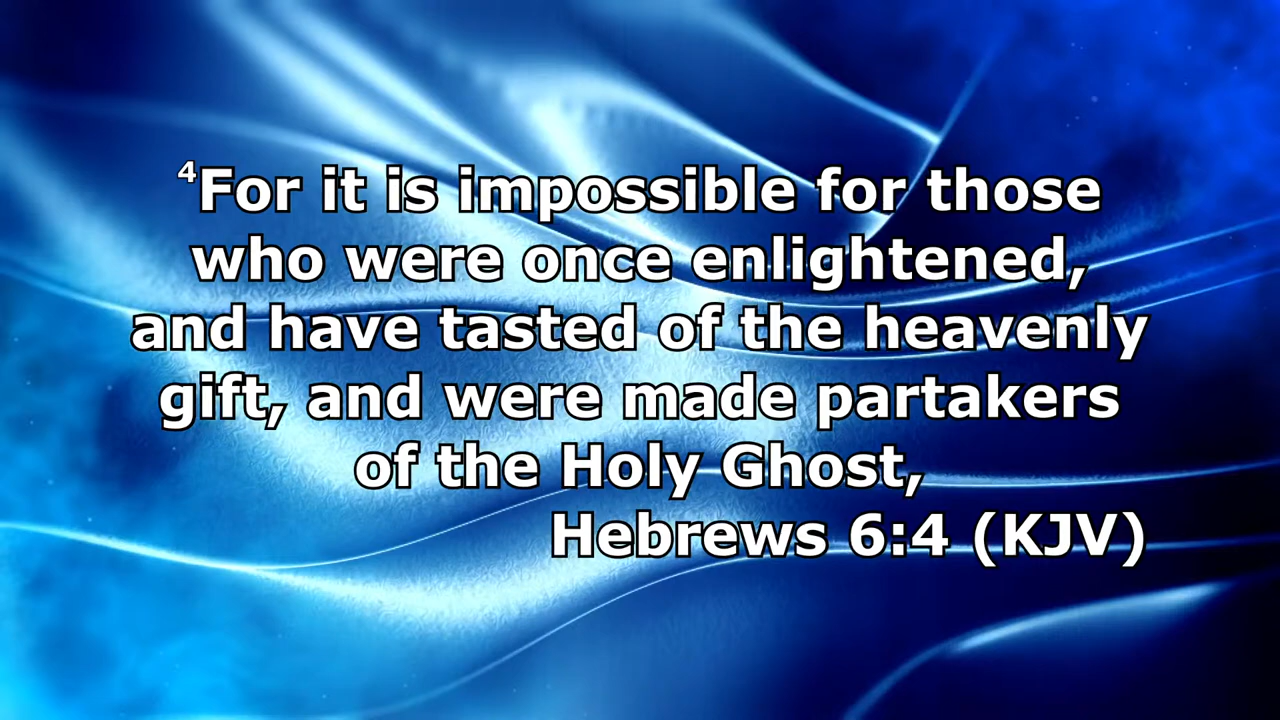 ⁴For it is impossible for those
who were once enlightened,
and have tasted of the heavenly
gift, and were made partakers
of the Holy Ghost,
Hebrews 6:4 (KJV)